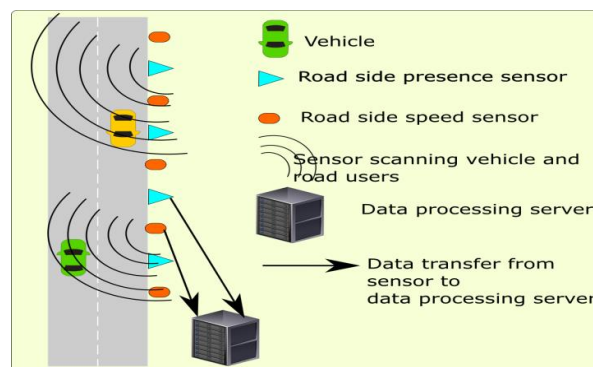 Vehicle
Road side presence sensor
Road side speed sensor
Sensor scanning vehicle and
road users
Data processing server
Data transfer from
sensor to
data processing server